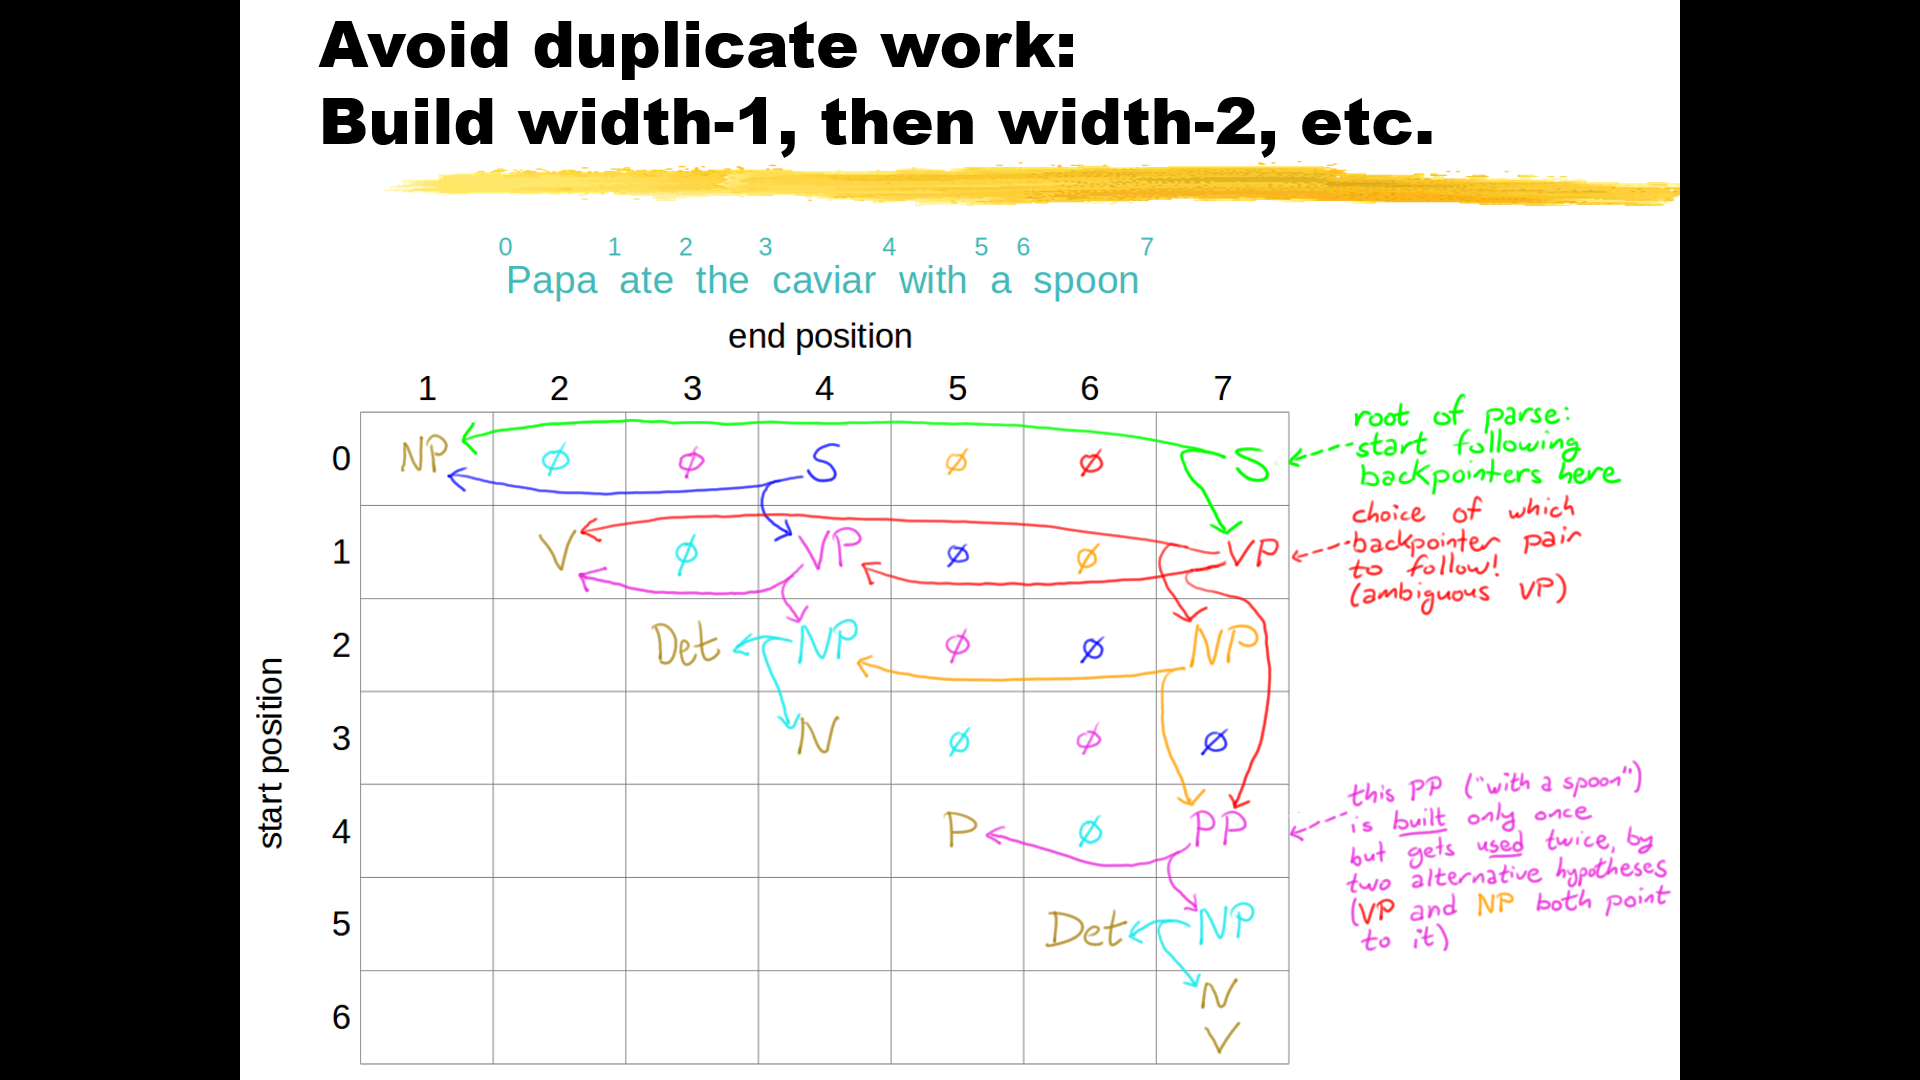 Avoid duplicate work:
Build width-1, then width-2, etc.
0 1 2 3 4 5 6 7
Papa ate the caviar with a spoon
end position
1 2 3 4 5 6 7
start position
0 NP ∅ ∅ S ∅ ∅ S
1 V ∅ VP ∅ ∅ VP
2 Det NP ∅ ∅ NP
3 N ∅ ∅ ∅
4 P ∅ PP
5 Det NP
6 N
V
root of parse:
start following
backpointers here
choice of which
backpointer pair
to follow!
(ambiguous VP)
this PP ("with a spoon")
is built only once
but gets used twice, by
two alternative hypotheses
(VP and NP both point
to it)